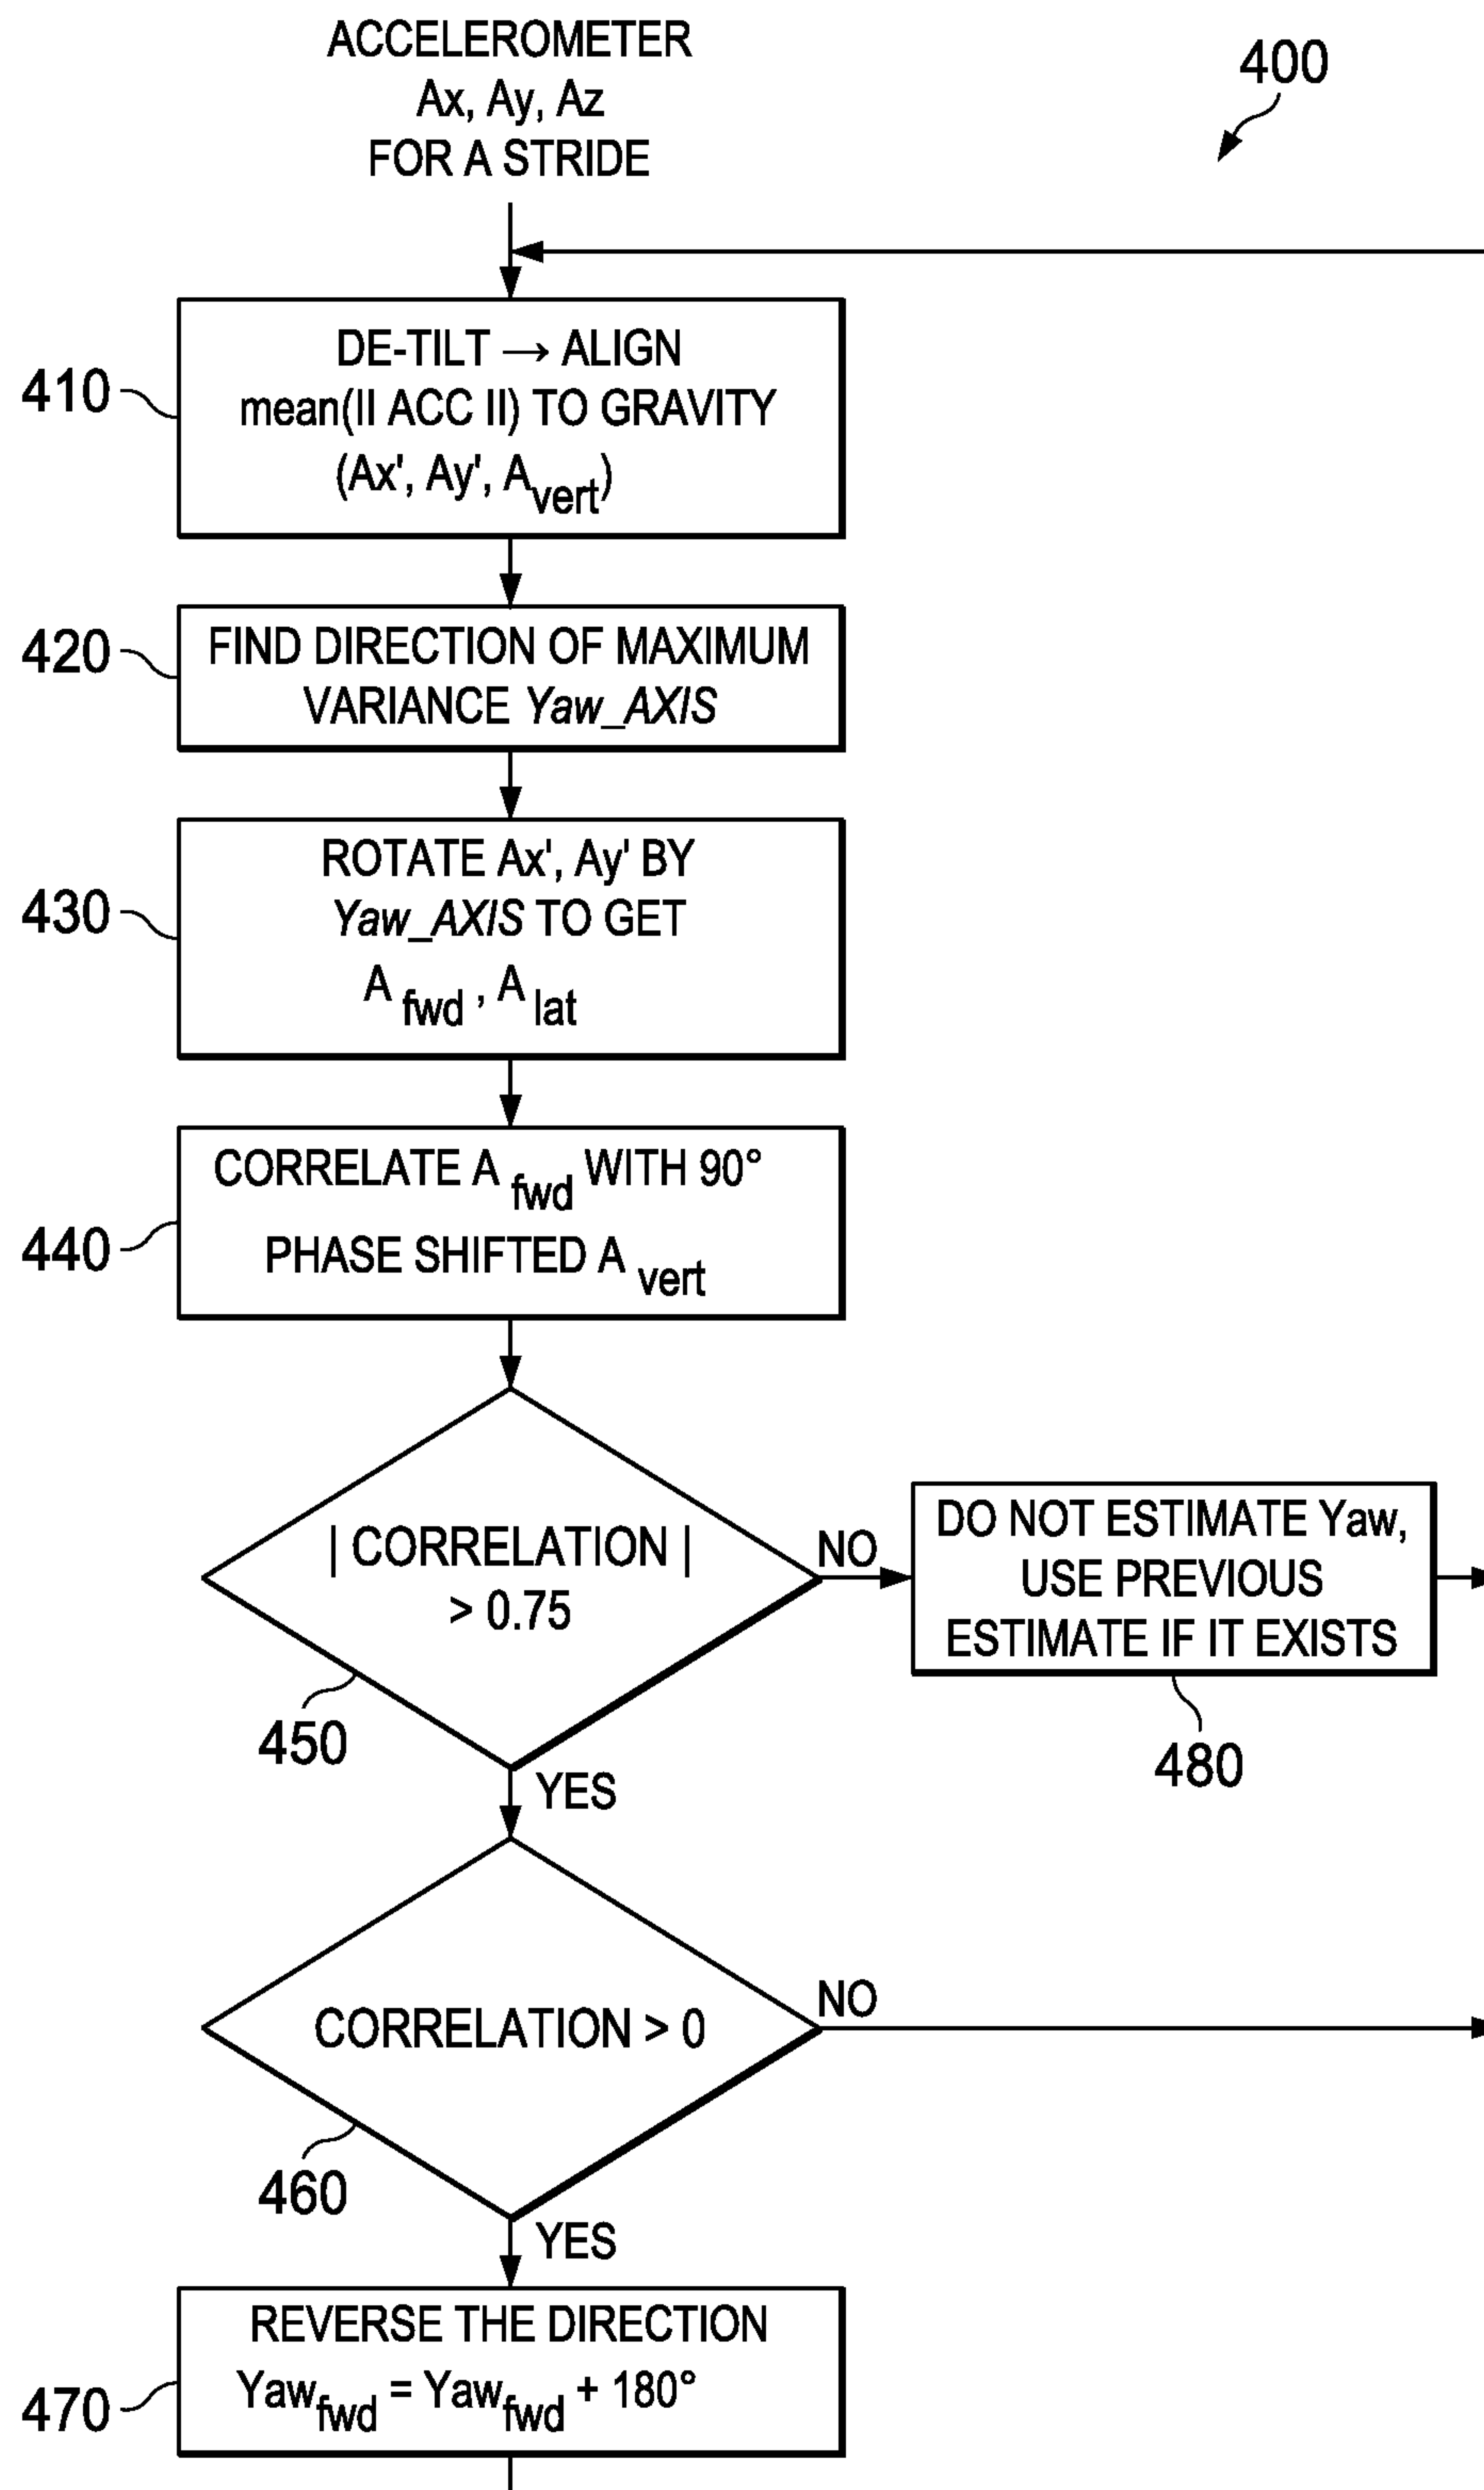 ACCELEROMETER
Ax, Ay, Az
FOR A STRIDE
400
DE-TILT → ALIGN
mean(II ACC II) TO GRAVITY
(Ax', Ay', Avert)
410
FIND DIRECTION OF MAXIMUM
VARIANCE Yaw_AXIS
420
ROTATE Ax', Ay' BY
Yaw_AXIS TO GET
A fwd , A lat
430
CORRELATE A fwd WITH 90°
PHASE SHIFTED A vert
440
| CORRELATION |
> 0.75
450
NO
DO NOT ESTIMATE Yaw,
USE PREVIOUS
ESTIMATE IF IT EXISTS
480
YES
CORRELATION > 0
460
NO
YES
REVERSE THE DIRECTION
Yawfwd = Yawfwd + 180°
470